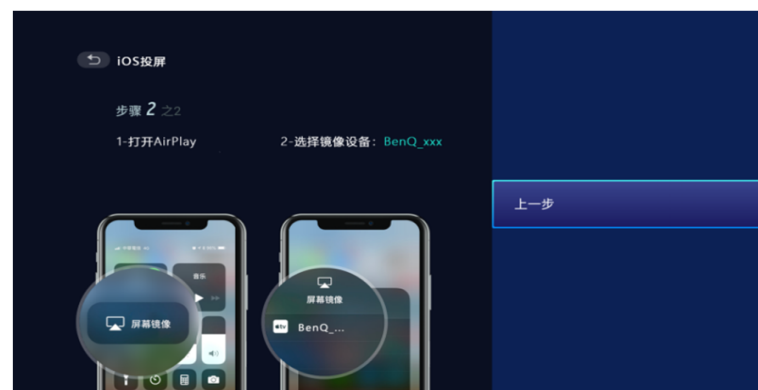 iOS投屏
步骤 2 之2
1-打开AirPlay
2-选择镜像设备：BenQ_xxx
上一步
音乐
屏幕镜像
屏幕镜像
tv
BenQ_...